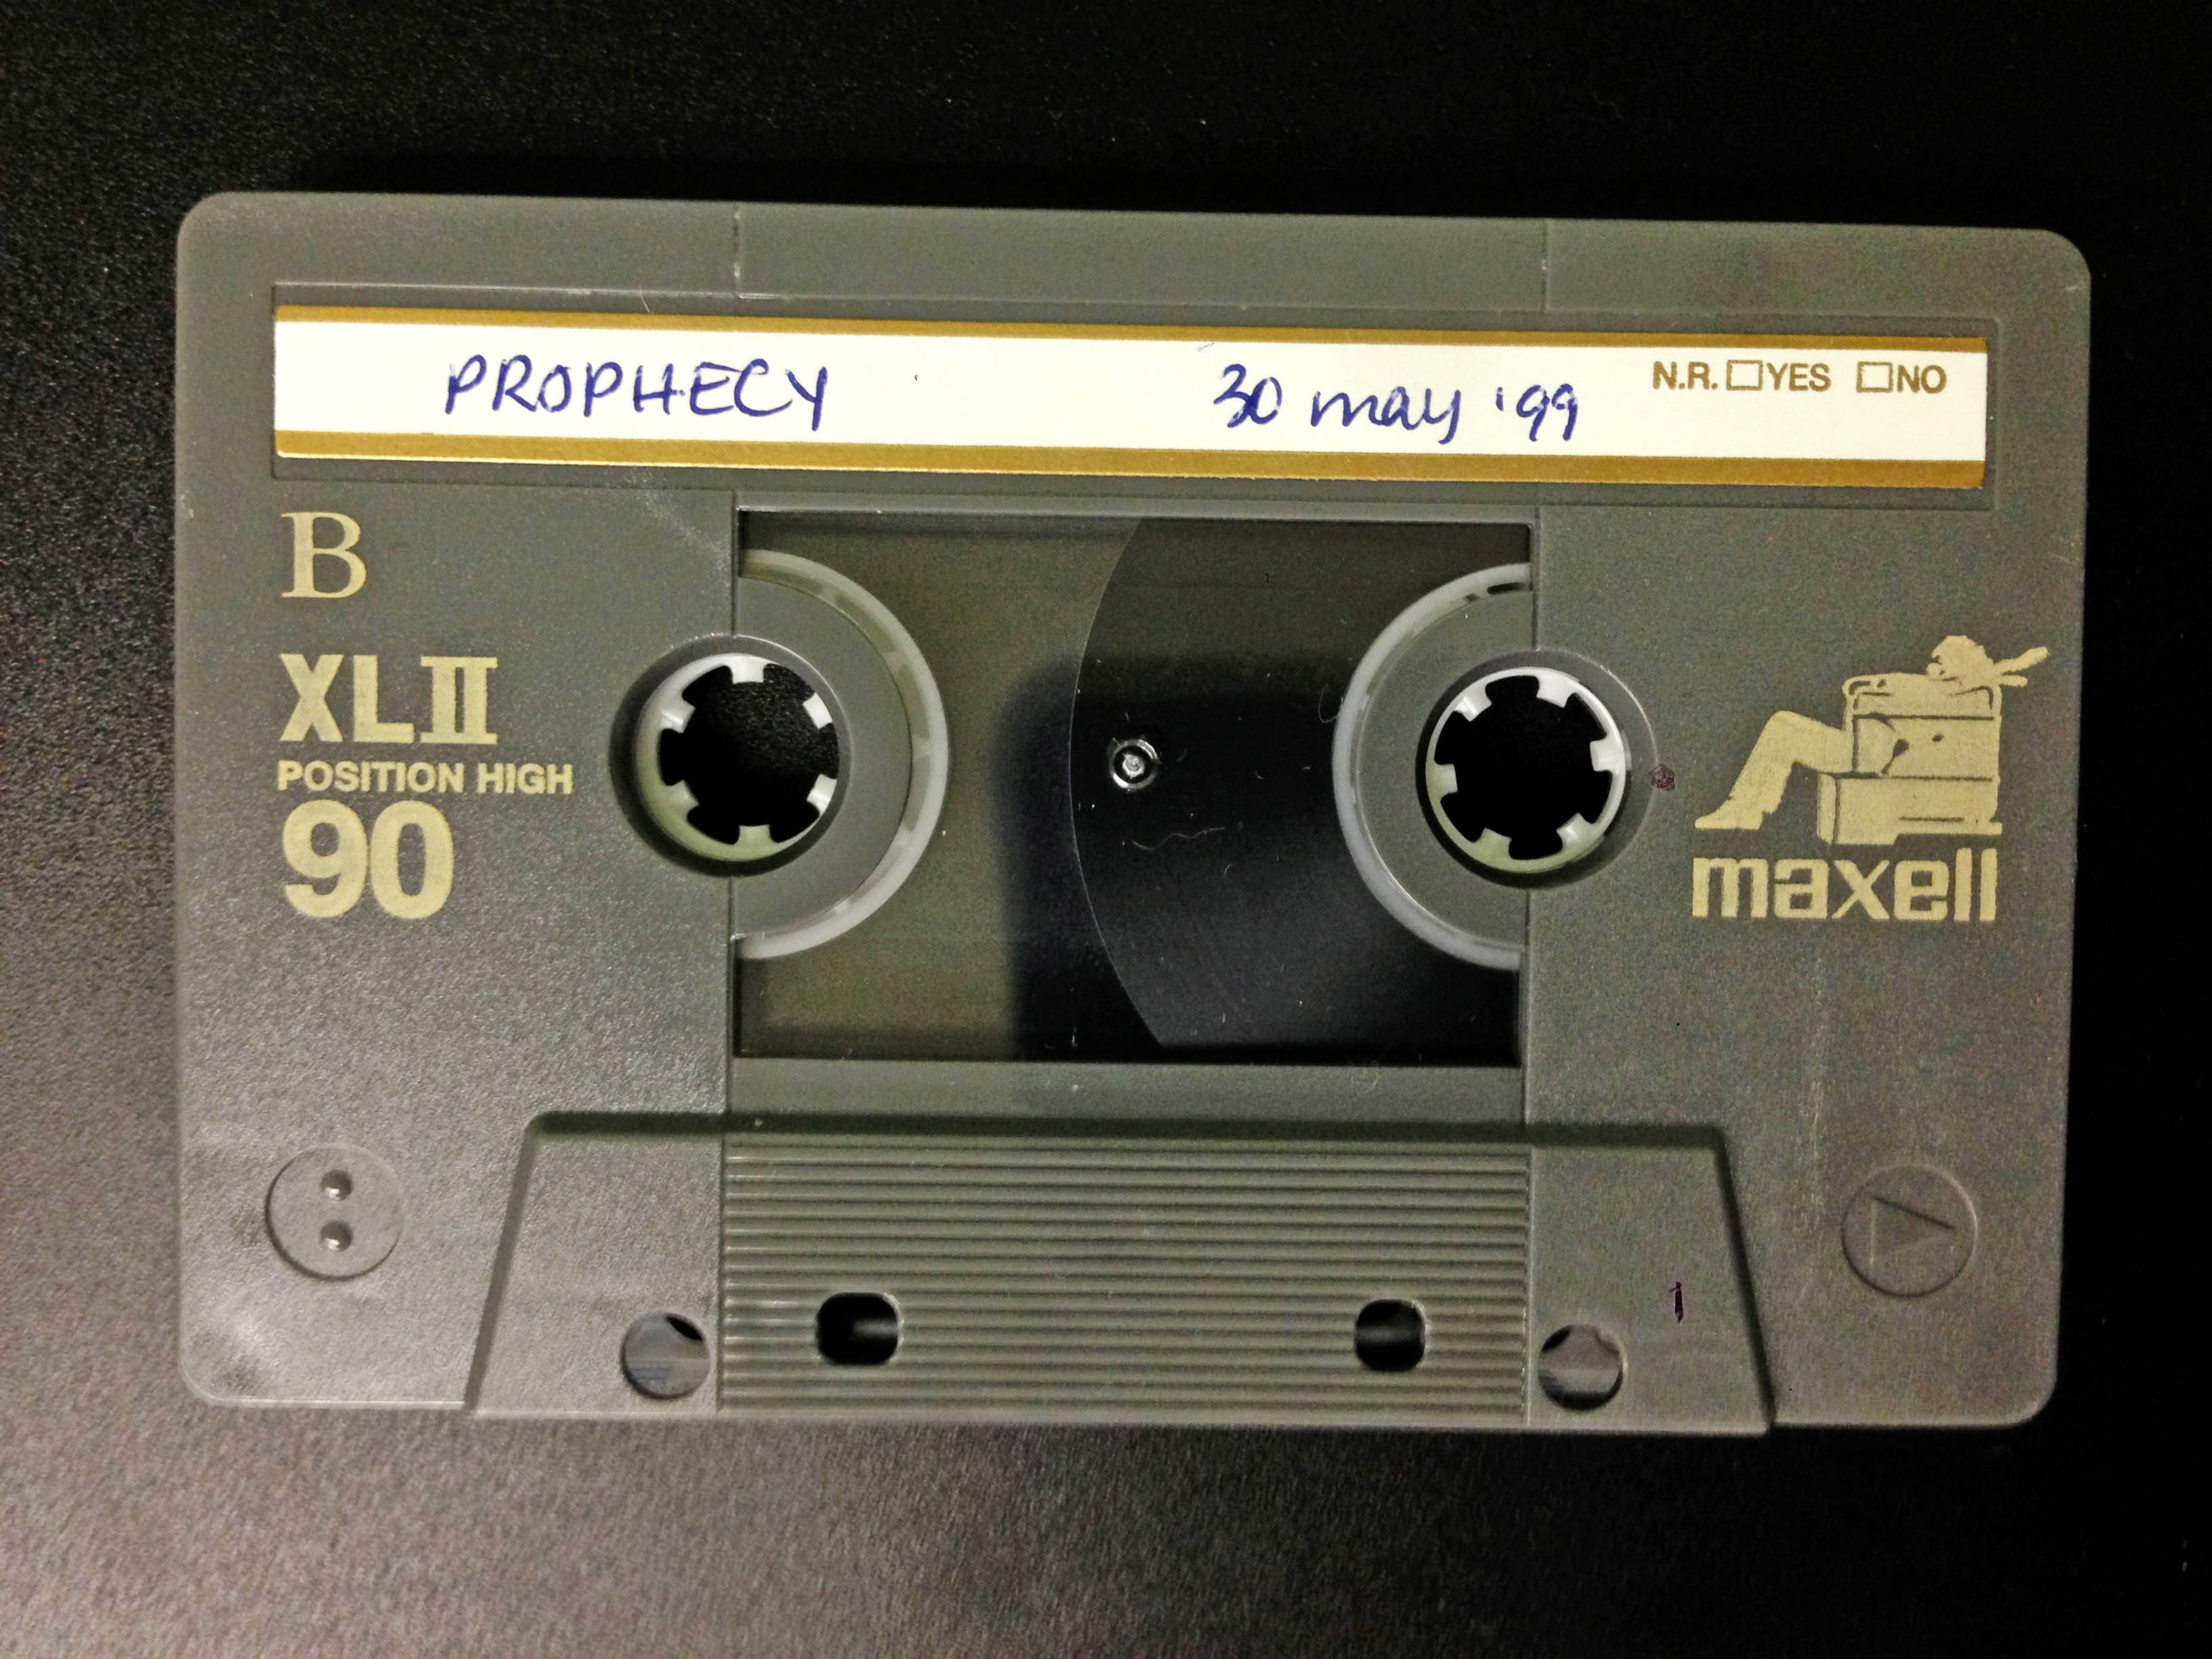 PROPHECY 30 may '99 N.R. □YES □NO
B
XLII
POSITION HIGH
90
maxell